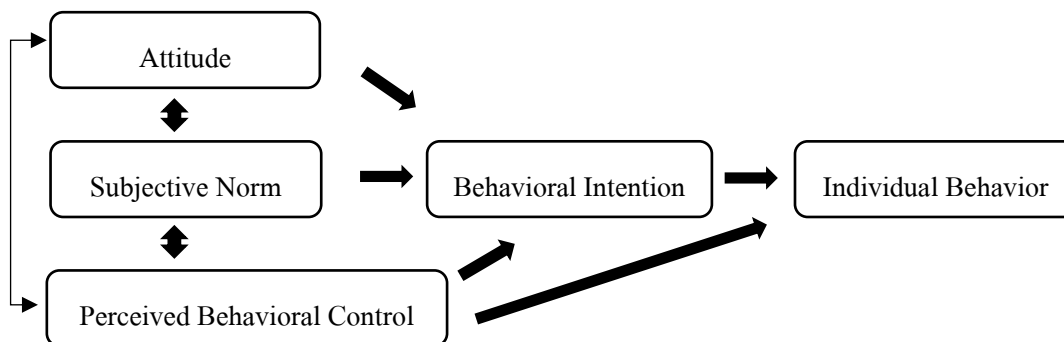 Attitude
Subjective Norm
Behavioral Intention
Individual Behavior
Perceived Behavioral Control